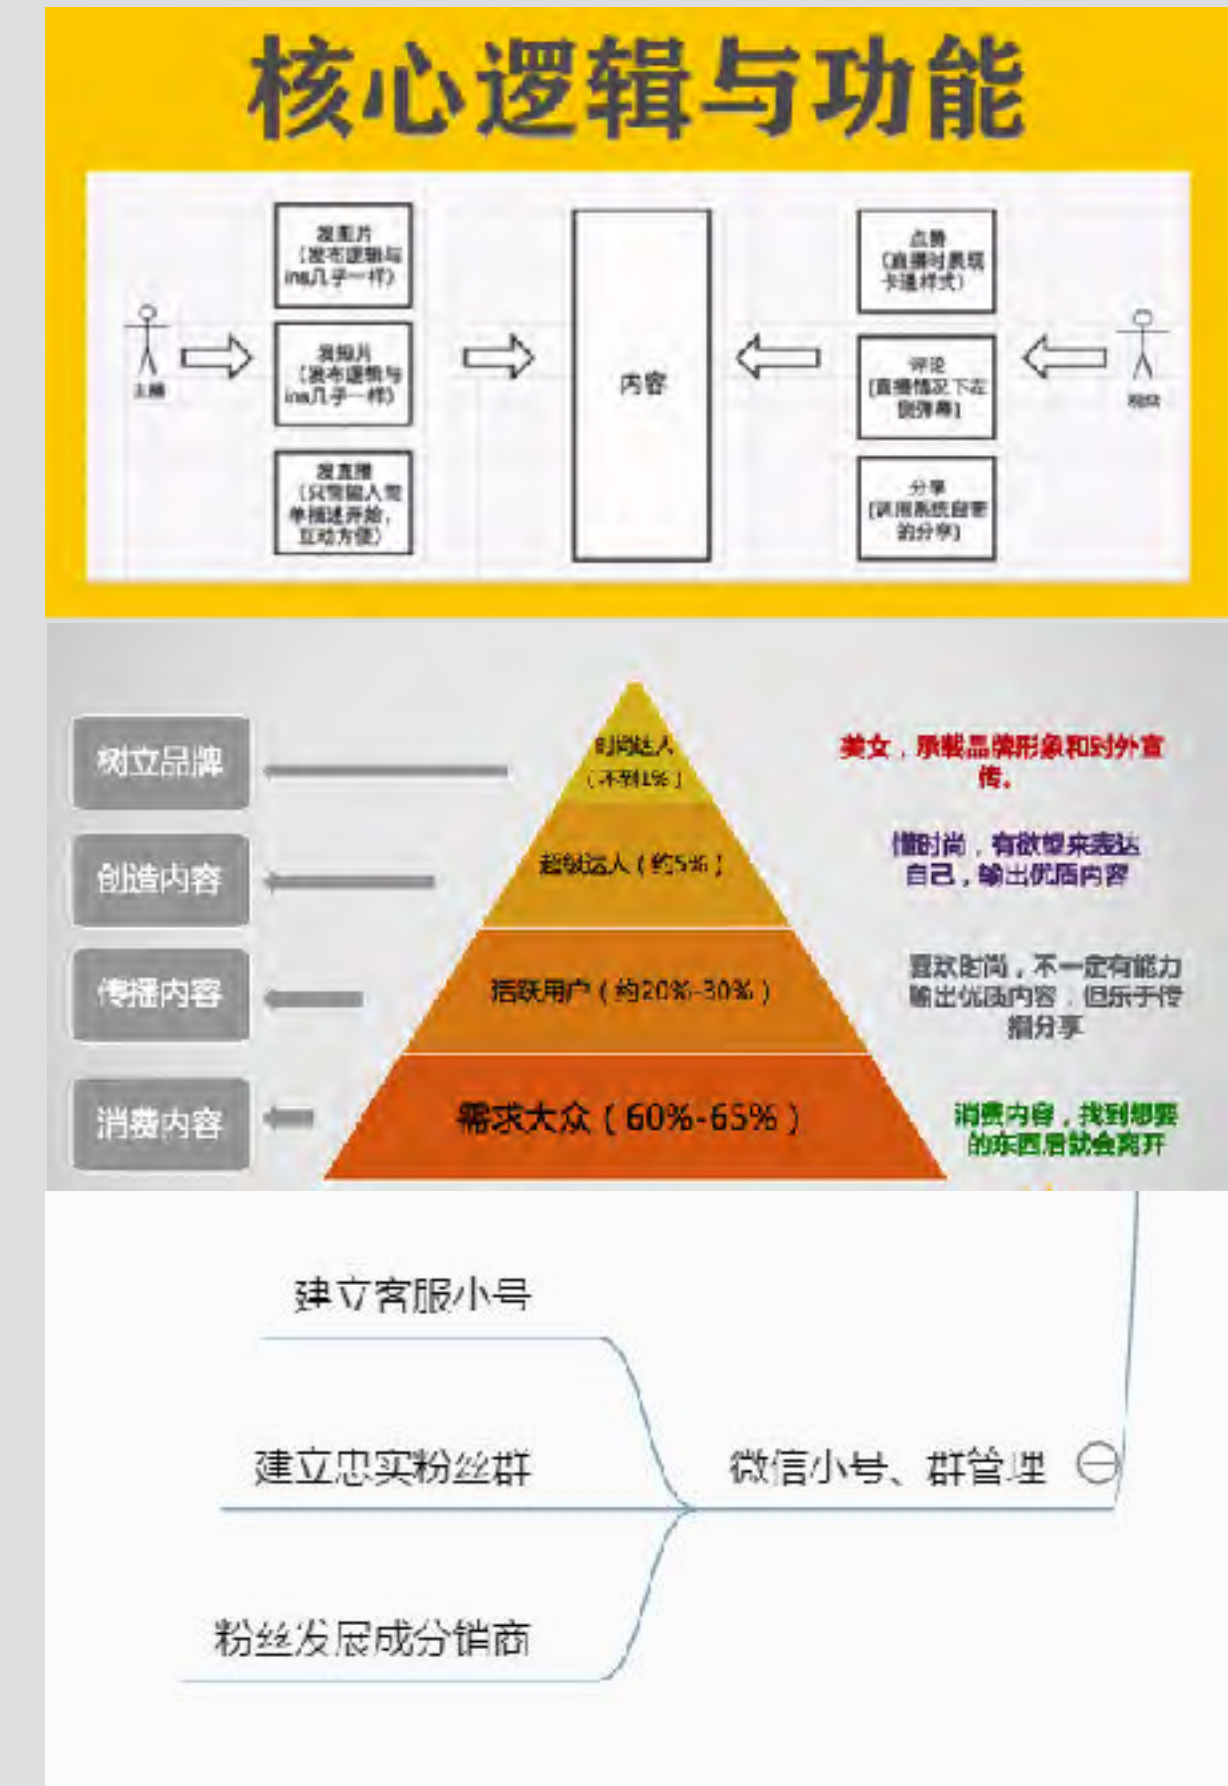 核心逻辑与功能
发图片
（发布逻辑与
ins几乎一样）
发短片
（发布逻辑与
ins几乎一样）
发直播
（只需输入简
单描述开始，
互动方便）
主播
内容
点赞
（直播时展现
卡通样式）
评论
[直播情况下左
侧弹幕]
分享
[调用系统自带
的分享]
树立品牌
创造内容
传播内容
消费内容
时尚达人
（不到1%）
超级达人（约5%）
活跃用户（约20%-30%）
需求大众（60%-65%）
美女，承载品牌形象和对外宣
传。
懂时尚，有欲望来表达
自己，输出优质内容
喜欢时尚，不一定有能力
输出优质内容，但乐于传
播分享
消费内容，找到想要
的东西后就会离开
建立客服小号
建立忠实粉丝群
微信小号、群管理
粉丝发展成分销商